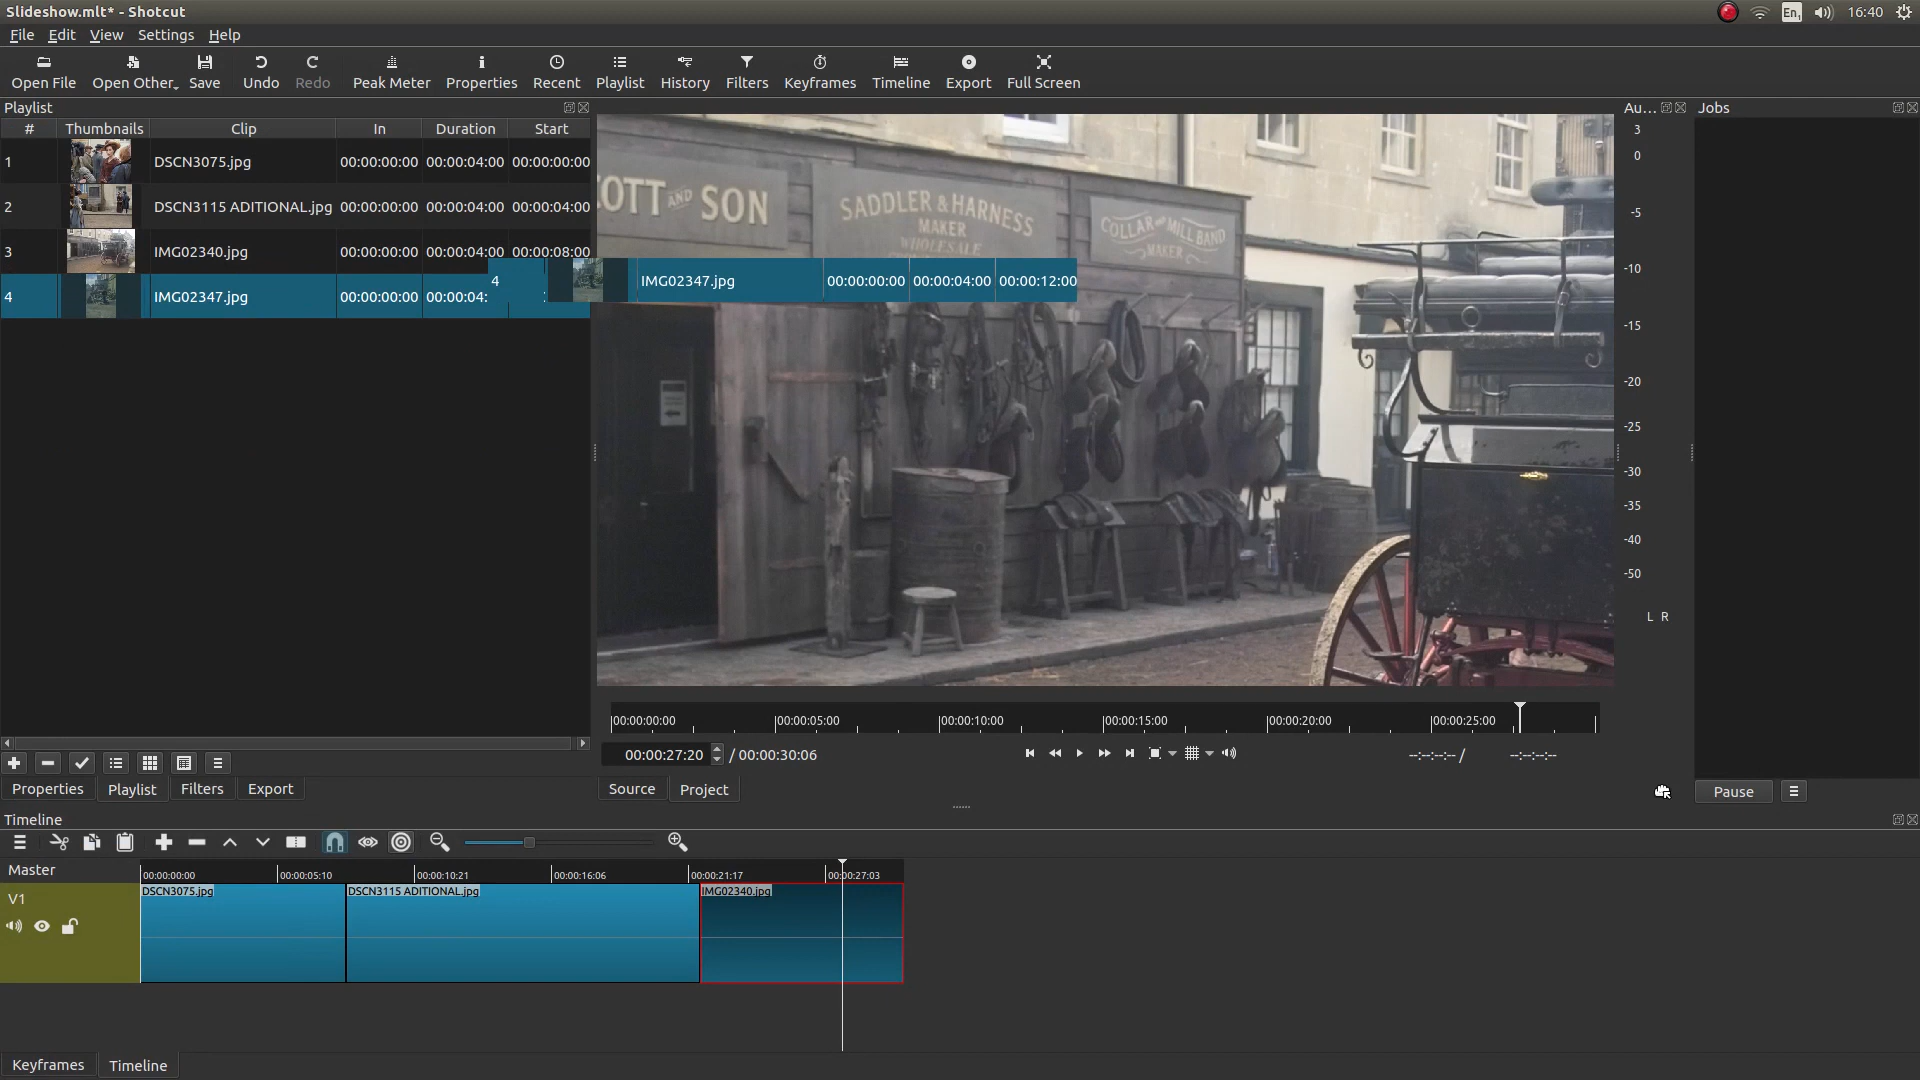 Slideshow.mlt* - Shotcut
En1 16:40
File Edit View Settings Help
Open File Open Other Save Undo Redo Peak Meter Properties Recent Playlist History Filters Keyframes Timeline Export Full Screen
Playlist
# Thumbnails Clip In Duration Start
1 DSCN3075.jpg 00:00:00:00 00:00:04:00 00:00:00:00
2 DSCN3115 ADITIONAL.jpg 00:00:00:00 00:00:04:00 00:00:04:00
3 IMG02340.jpg 00:00:00:00 00:00:04:00 00:00:08:00
4 IMG02347.jpg 00:00:00:00 00:00:04:
4 IMG02347.jpg 00:00:00:00 00:00:04:00 00:00:12:00
OTT AND SON
SADDLER & HARNESS
MAKER
WHOLESALE
COLLAR AND MILL BAND
MAKER
Au...
3
0
-5
-10
-15
-20
-25
-30
-35
-40
-50
L R
Jobs
00:00:00:00 00:00:05:00 00:00:10:00 00:00:15:00 00:00:20:00 00:00:25:00
00:00:27:20 / 00:00:30:06 --:--:--:-- / --:--:--:--
Properties Playlist Filters Export
Source Project
Pause
Timeline
Master
00:00:00:00 00:00:05:10 00:00:10:21 00:00:16:06 00:00:21:17 00:00:27:03
V1
DSCN3075.jpg DSCN3115 ADITIONAL.jpg IMG02340.jpg
Keyframes Timeline